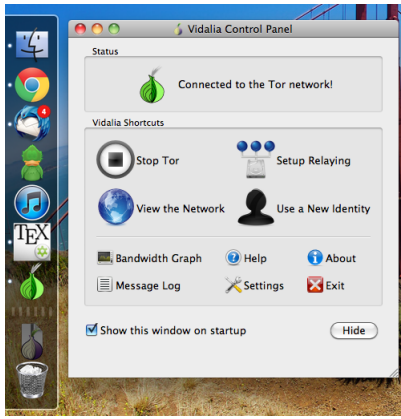 Vidalia Control Panel
Status
Connected to the Tor network!
4
Vidalia Shortcuts
Stop Tor
Setup Relaying
View the Network
Use a New Identity
TEX
Bandwidth Graph
Help
About
Message Log
Settings
Exit
Show this window on startup
Hide